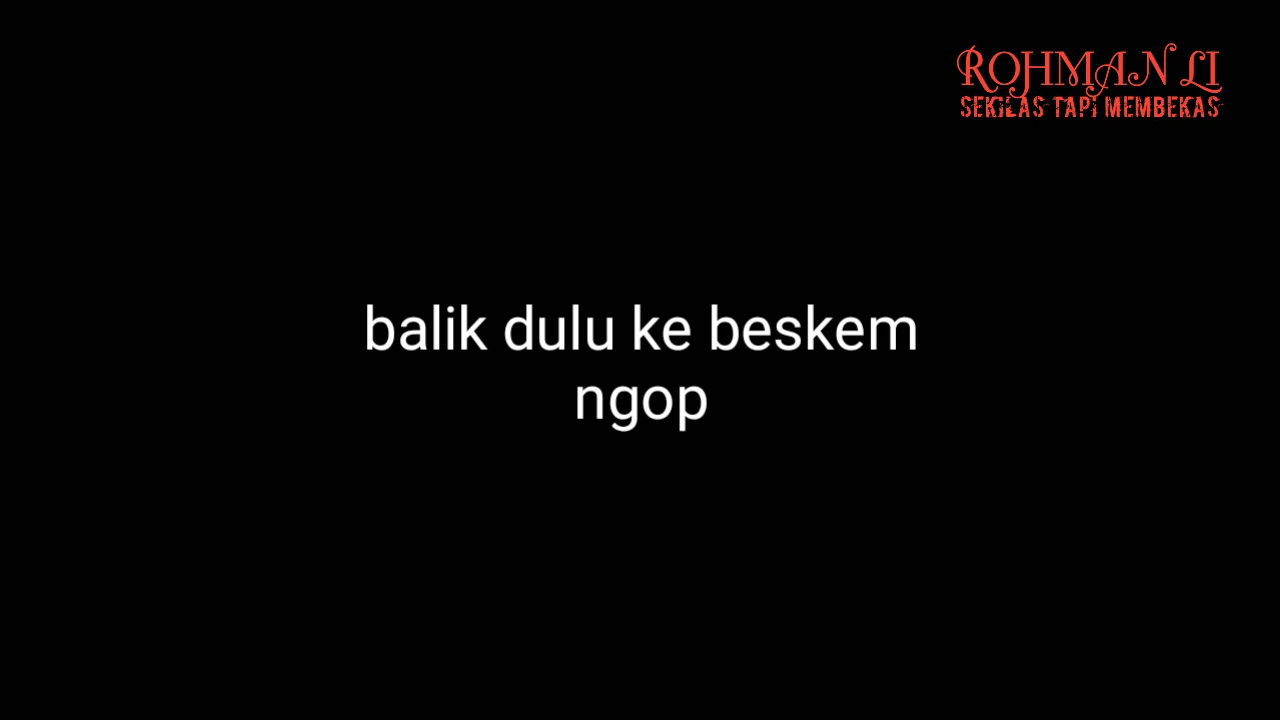 ROHMAN LI
SEKILAS TAPI MEMBEKAS
balik dulu ke beskem
ngop